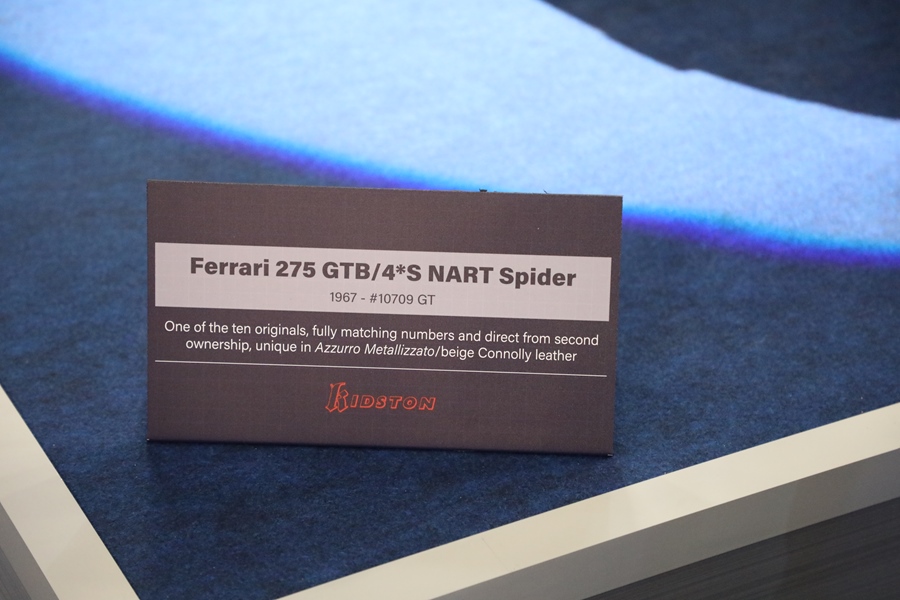 Ferrari 275 GTB/4*S NART Spider
1967 - #10709 GT
One of the ten originals, fully matching numbers and direct from second
ownership, unique in Azzurro Metallizzato/beige Connolly leather
KIDSTON